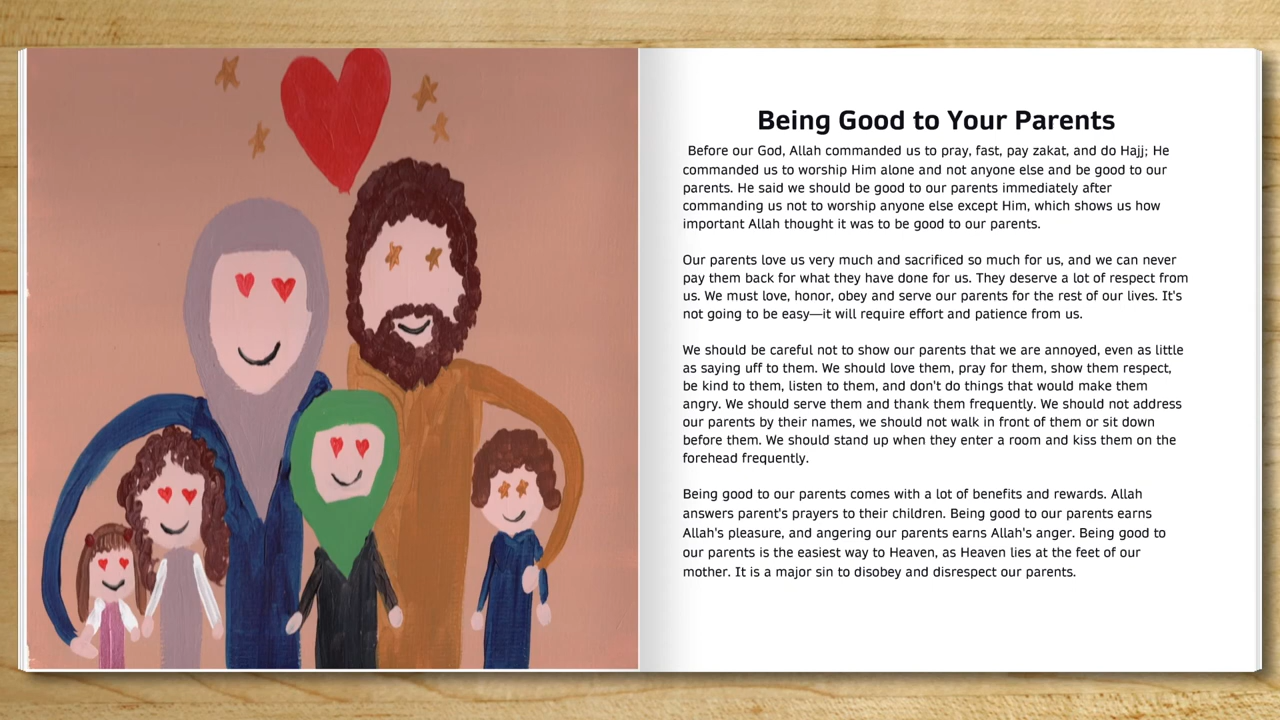 Being Good to Your Parents
Before our God, Allah commanded us to pray, fast, pay zakat, and do Hajj; He
commanded us to worship Him alone and not anyone else and be good to our
parents. He said we should be good to our parents immediately after
commanding us not to worship anyone else except Him, which shows us how
important Allah thought it was to be good to our parents.
Our parents love us very much and sacrificed so much for us, and we can never
pay them back for what they have done for us. They deserve a lot of respect from
us. We must love, honor, obey and serve our parents for the rest of our lives. It's
not going to be easy—it will require effort and patience from us.
We should be careful not to show our parents that we are annoyed, even as little
as saying uff to them. We should love them, pray for them, show them respect,
be kind to them, listen to them, and don't do things that would make them
angry. We should serve them and thank them frequently. We should not address
our parents by their names, we should not walk in front of them or sit down
before them. We should stand up when they enter a room and kiss them on the
forehead frequently.
Being good to our parents comes with a lot of benefits and rewards. Allah
answers parent's prayers to their children. Being good to our parents earns
Allah's pleasure, and angering our parents earns Allah's anger. Being good to
our parents is the easiest way to Heaven, as Heaven lies at the feet of our
mother. It is a major sin to disobey and disrespect our parents.